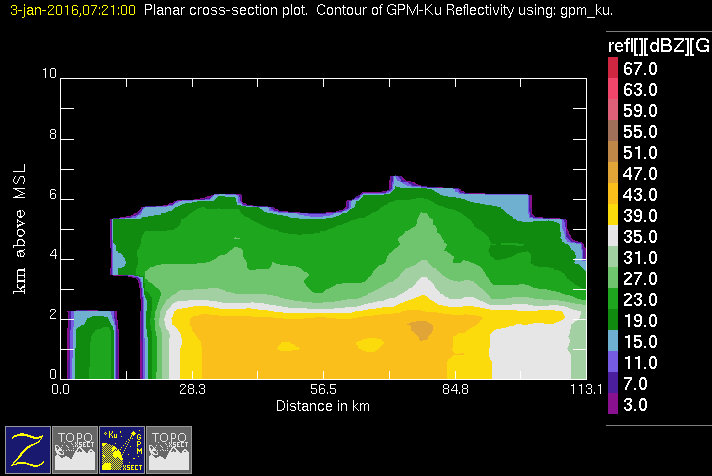 3-jan-2016,07:21:00 Planar cross-section plot. Contour of GPM-Ku Reflectivity using: gpm_ku.
refl[][dBZ][G
67.0
63.0
59.0
55.0
51.0
47.0
43.0
39.0
35.0
31.0
27.0
23.0
19.0
15.0
11.0
7.0
3.0
km above MSL
10
8
6
4
2
0
0.0 28.3 56.5 84.8 113.1
Distance in km
Z
TOPO
XSECT
Ku
GPM
XSECT
TOPO
XSECT